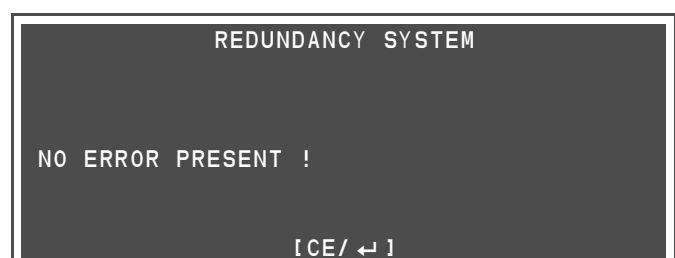 REDUNDANCY SYSTEM
NO ERROR PRESENT !
[CE/ ↵ ]